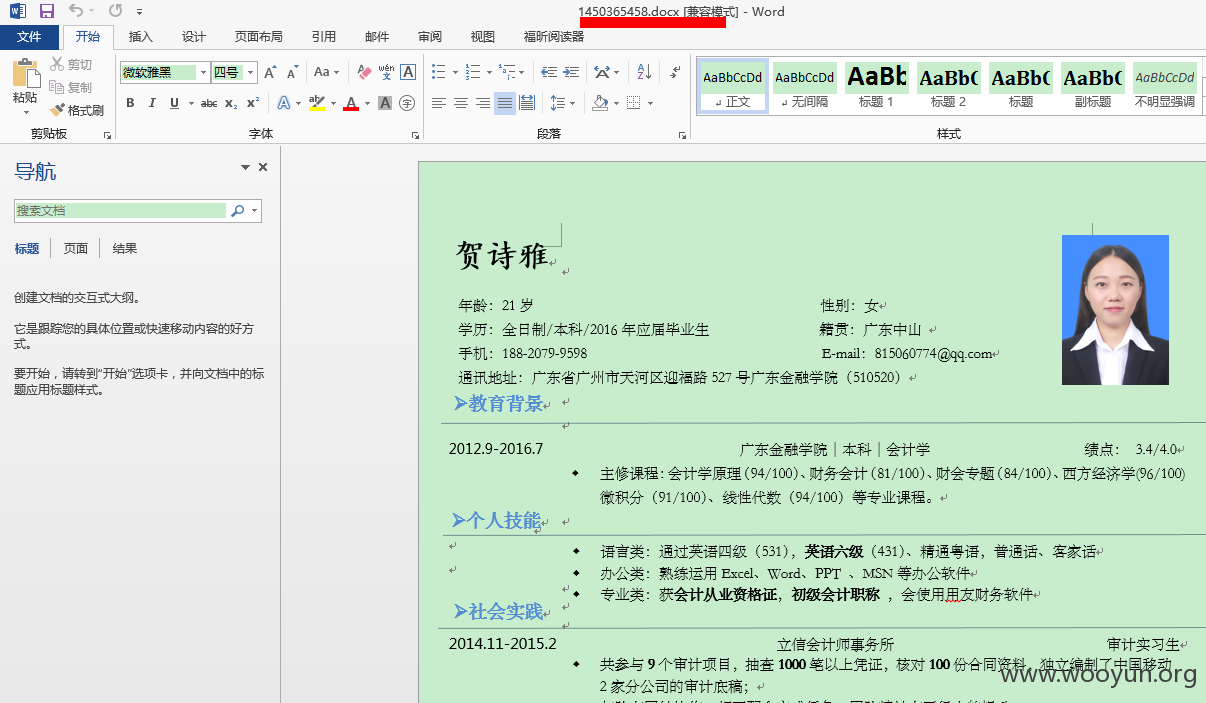 1450365458.docx [兼容模式] - Word
文件 开始 插入 设计 页面布局 引用 邮件 审阅 视图 福昕阅读器
粘贴 剪切 复制 格式刷
微软雅黑 四号
AaBbCcDd AaBbCcDd AaBb AaBbC AaBbC AaBbC AaBbCcDd
正文 无间隔 标题 1 标题 2 标题 副标题 不明显强调
剪贴板 字体 段落 样式
导航
搜索文档
标题 页面 结果
创建文档的交互式大纲。
它是跟踪您的具体位置或快速移动内容的好方
式。
要开始，请转到“开始”选项卡，并向文档中的标
题应用标题样式。
贺诗雅
年龄：21 岁 性别：女
学历：全日制/本科/2016 年应届毕业生 籍贯：广东中山
手机：188-2079-9598 E-mail：815060774@qq.com
通讯地址：广东省广州市天河区迎福路 527 号广东金融学院（510520）
教育背景
2012.9-2016.7 广东金融学院｜本科｜会计学 绩点： 3.4/4.0
主修课程：会计学原理（94/100）、财务会计（81/100）、财会专题（84/100）、西方经济学(96/100)
微积分（91/100）、线性代数（94/100）等专业课程。
个人技能
语言类：通过英语四级（531），英语六级（431）、精通粤语，普通话、客家话
办公类：熟练运用 Excel、Word、PPT 、MSN 等办公软件
专业类：获会计从业资格证，初级会计职称 ，会使用用友财务软件
社会实践
2014.11-2015.2 立信会计师事务所 审计实习生
共参与 9 个审计项目，抽查 1000 笔以上凭证，核对 100 份合同资料，独立编制了中国移动
2 家分公司的审计底稿；
www.wooyun.org